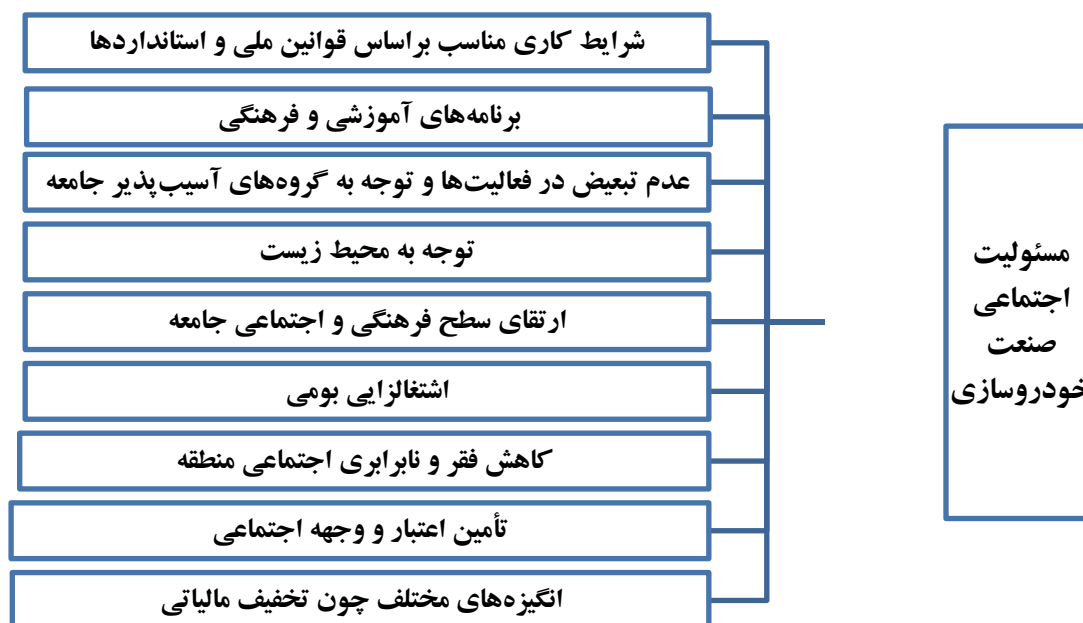 مسئولیت
اجتماعی
صنعت
خودروسازی
شرایط کاری مناسب براساس قوانین ملی و استانداردها
برنامه‌های آموزشی و فرهنگی
عدم تبعیض در فعالیت‌ها و توجه به گروه‌های آسیب‌پذیر جامعه
توجه به محیط زیست
ارتقای سطح فرهنگی و اجتماعی جامعه
اشتغالزایی بومی
کاهش فقر و نابرابری اجتماعی منطقه
تأمین اعتبار و وجهه اجتماعی
انگیزه‌های مختلف چون تخفیف مالیاتی